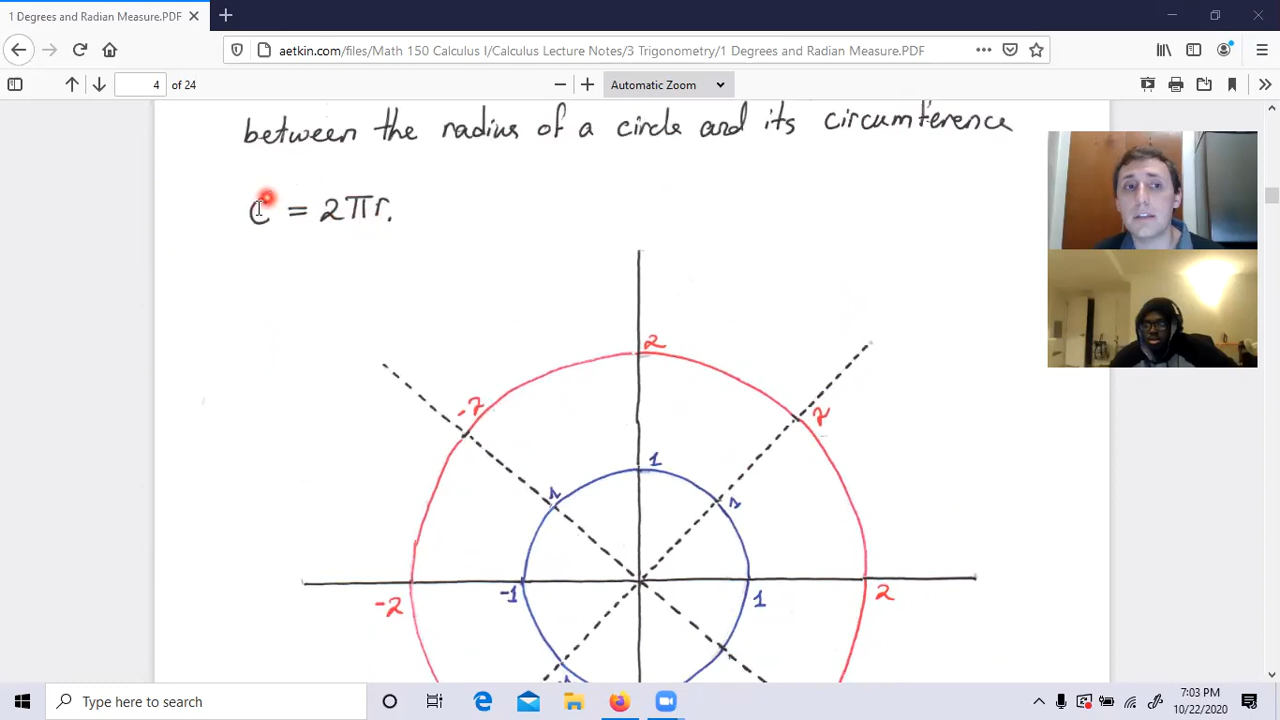 1 Degrees and Radian Measure.PDF
aetkin.com/files/Math 150 Calculus I/Calculus Lecture Notes/3 Trigonometry/1 Degrees and Radian Measure.PDF
4 of 24
Automatic Zoom
between the radius of a circle and its circumference
C = 2πr.
2
-2 2
1
1 1
-2 -1 1 2
Type here to search
7:03 PM
10/22/2020